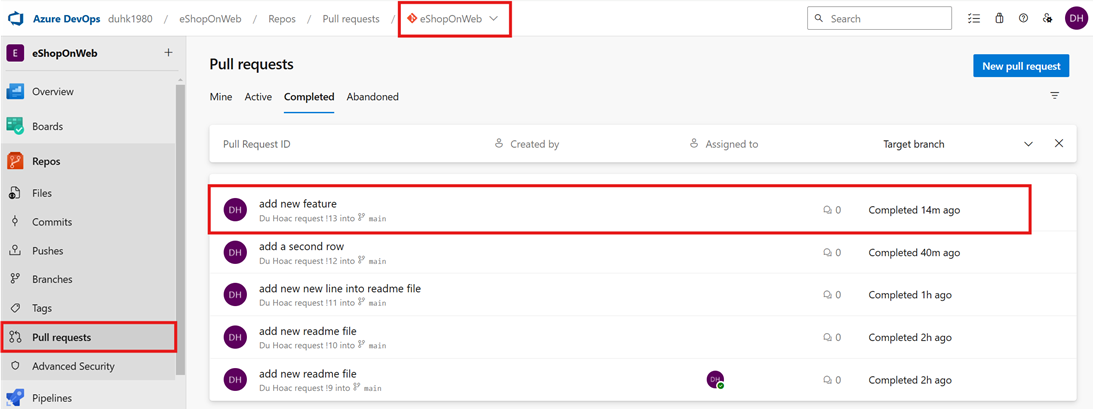 Azure DevOps duhk1980 / eShopOnWeb / Repos / Pull requests / eShopOnWeb Search DH
E eShopOnWeb +
Overview
Boards
Repos
Files
Commits
Pushes
Branches
Tags
Pull requests
Advanced Security
Pipelines
Pull requests
New pull request
Mine Active Completed Abandoned
Pull Request ID Created by Assigned to Target branch
DH add new feature 0 Completed 14m ago
Du Hoac request !13 into main
DH add a second row 0 Completed 40m ago
Du Hoac request !12 into main
DH add new new line into readme file 0 Completed 1h ago
Du Hoac request !11 into main
DH add new readme file 0 Completed 2h ago
Du Hoac request !10 into main
DH add new readme file DH 0 Completed 2h ago
Du Hoac request !9 into main